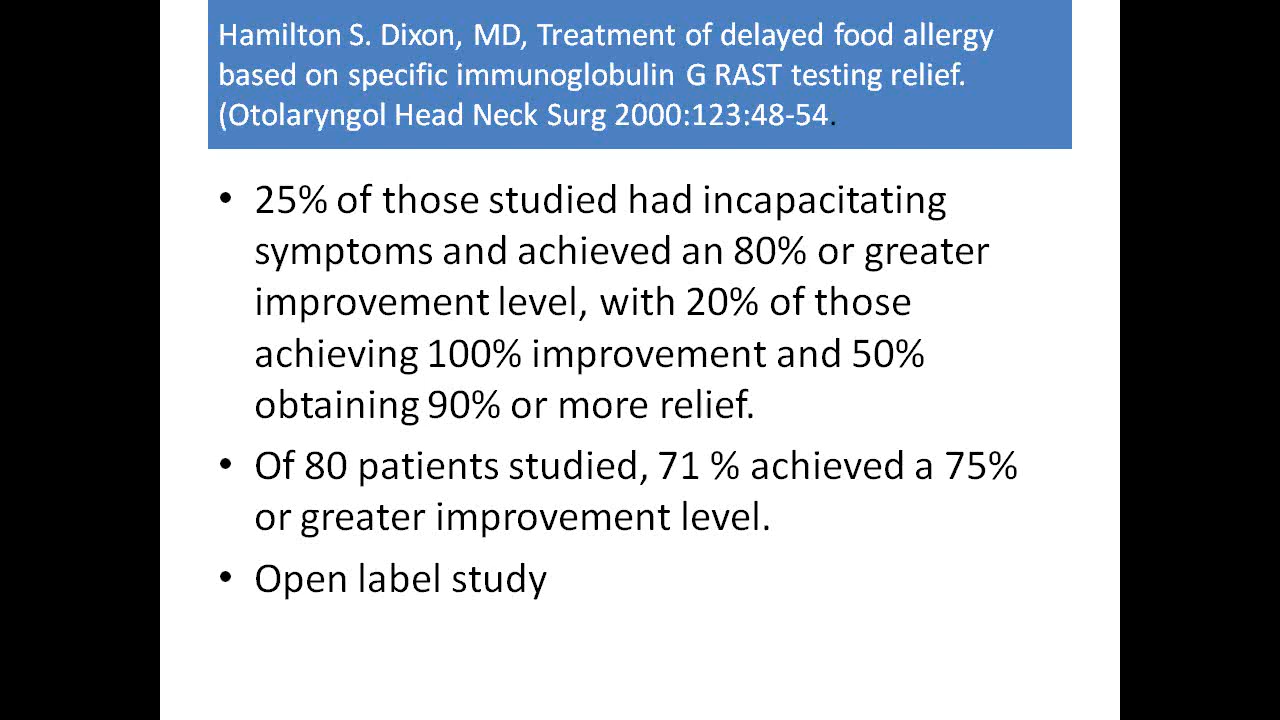 Hamilton S. Dixon, MD, Treatment of delayed food allergy
based on specific immunoglobulin G RAST testing relief.
(Otolaryngol Head Neck Surg 2000:123:48-54.
• 25% of those studied had incapacitating
symptoms and achieved an 80% or greater
improvement level, with 20% of those
achieving 100% improvement and 50%
obtaining 90% or more relief.
• Of 80 patients studied, 71 % achieved a 75%
or greater improvement level.
• Open label study